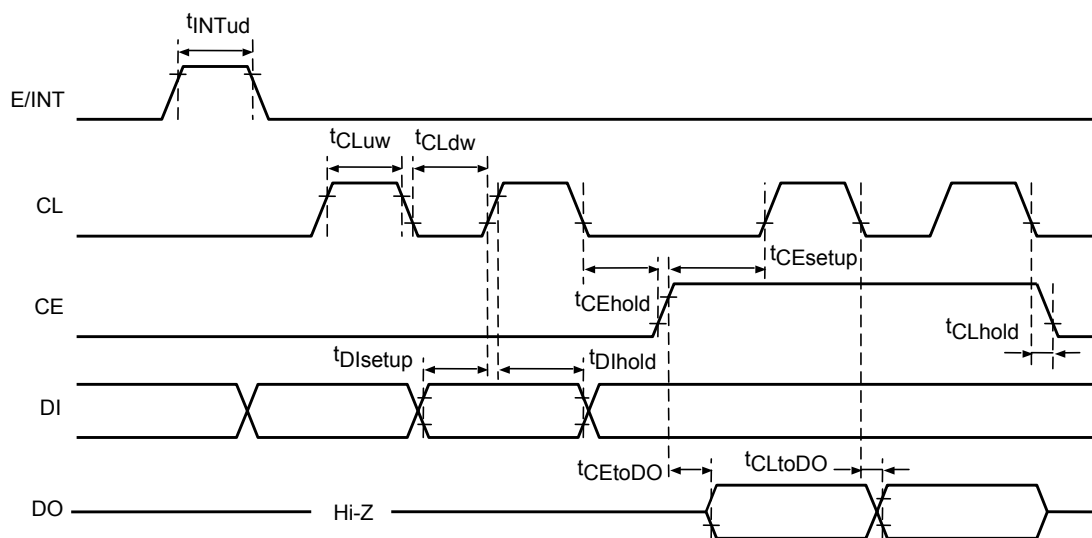 tINTud
E/INT
tCLuw tCLdw
CL
tCEsetup
tCEhold
CE
tCLhold
tDIsetup tDIhold
DI
tCEtoDO tCLtoDO
DO Hi-Z